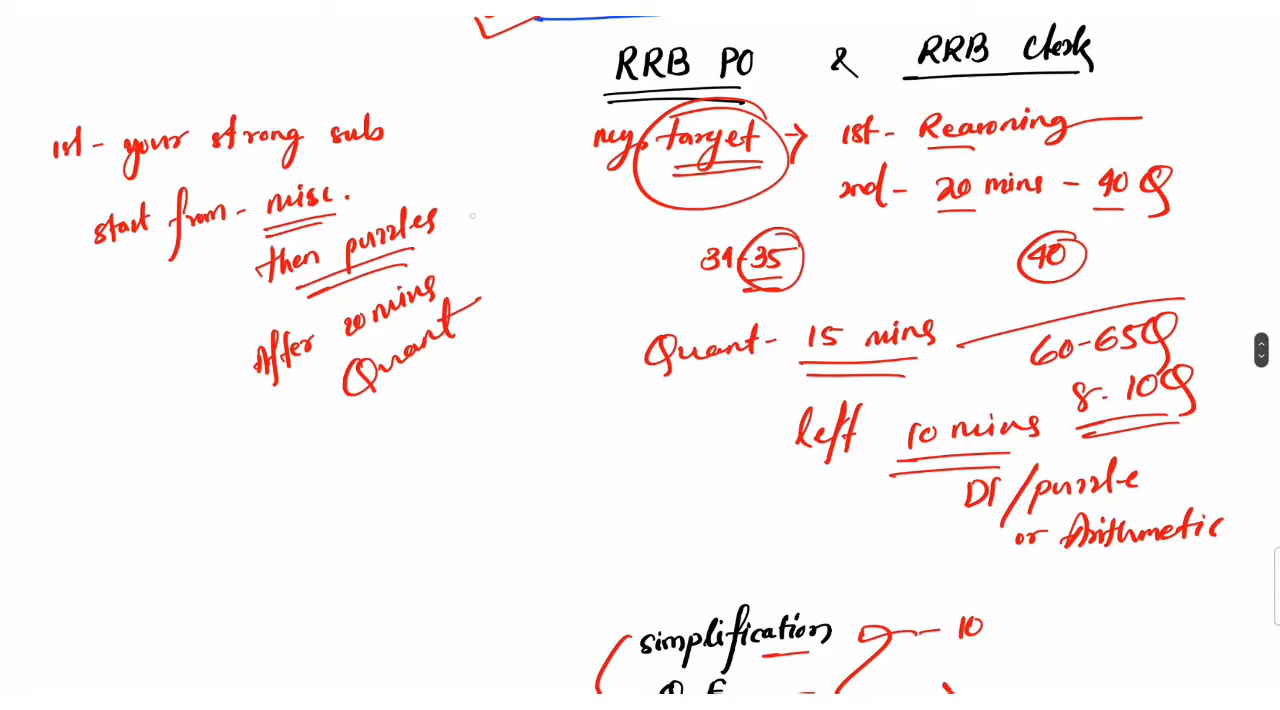 RRB PO & RRB Clerk
1st - your strong sub
start from - misc.
then puzzles
After 20 mins
Quant
my target → 1st - Reasoning
2nd - 20 mins - 40 Q
34-35 40
Quant - 15 mins
60-65Q
8-10Q
left 10 mins
DI/puzzle
or Arithmetic
simplification - 10